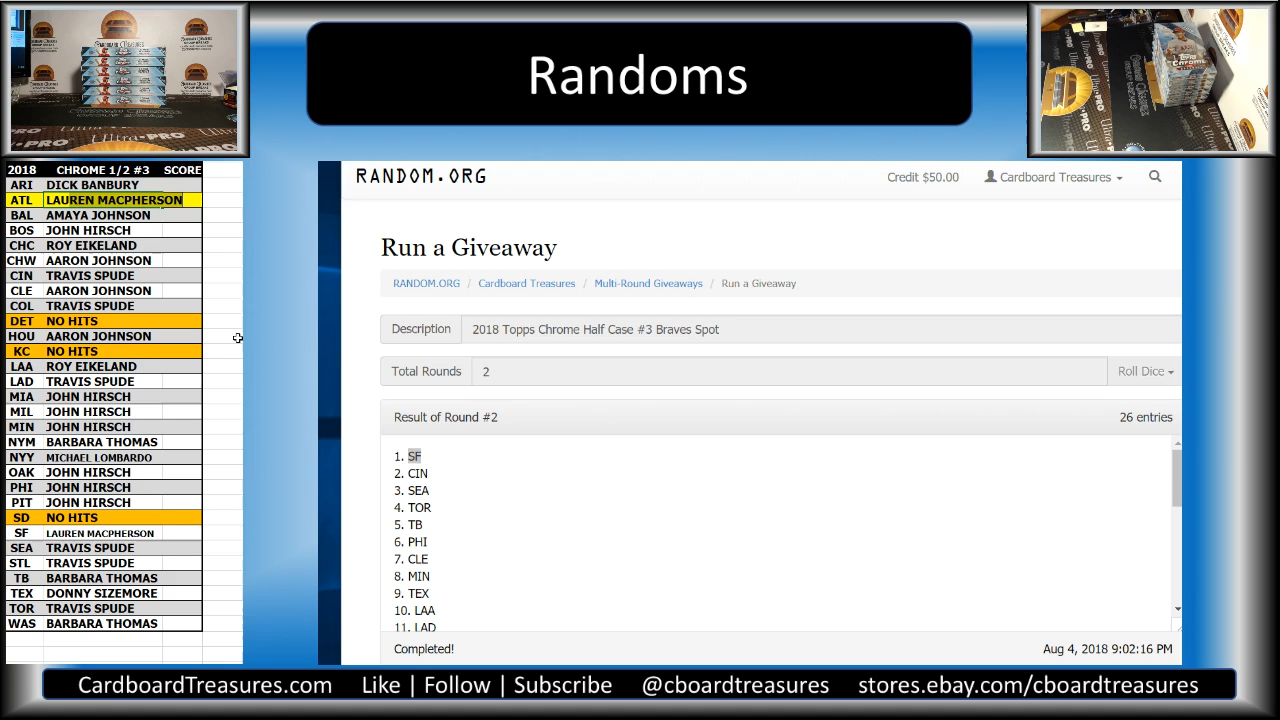 Randoms
2018 CHROME 1/2 #3 SCORE
ARI DICK BANBURY
ATL LAUREN MACPHERSON
BAL AMAYA JOHNSON
BOS JOHN HIRSCH
CHC ROY EIKELAND
CHW AARON JOHNSON
CIN TRAVIS SPUDE
CLE AARON JOHNSON
COL TRAVIS SPUDE
DET NO HITS
HOU AARON JOHNSON
KC NO HITS
LAA ROY EIKELAND
LAD TRAVIS SPUDE
MIA JOHN HIRSCH
MIL JOHN HIRSCH
MIN JOHN HIRSCH
NYM BARBARA THOMAS
NYY MICHAEL LOMBARDO
OAK JOHN HIRSCH
PHI JOHN HIRSCH
PIT JOHN HIRSCH
SD NO HITS
SF LAUREN MACPHERSON
SEA TRAVIS SPUDE
STL TRAVIS SPUDE
TB BARBARA THOMAS
TEX DONNY SIZEMORE
TOR TRAVIS SPUDE
WAS BARBARA THOMAS
RANDOM.ORG
Credit $50.00 Cardboard Treasures
Run a Giveaway
RANDOM.ORG / Cardboard Treasures / Multi-Round Giveaways / Run a Giveaway
Description 2018 Topps Chrome Half Case #3 Braves Spot
Total Rounds 2 Roll Dice
Result of Round #2 26 entries
1. SF
2. CIN
3. SEA
4. TOR
5. TB
6. PHI
7. CLE
8. MIN
9. TEX
10. LAA
11. LAD
Completed! Aug 4, 2018 9:02:16 PM
CardboardTreasures.com Like | Follow | Subscribe @cboardtreasures stores.ebay.com/cboardtreasures